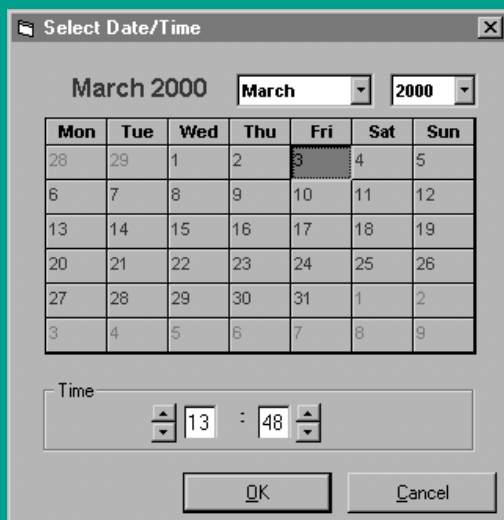 Select Date/Time
March 2000 March 2000
Mon Tue Wed Thu Fri Sat Sun
28 29 1 2 3 4 5
6 7 8 9 10 11 12
13 14 15 16 17 18 19
20 21 22 23 24 25 26
27 28 29 30 31 1 2
3 4 5 6 7 8 9
Time
13 : 48
OK Cancel